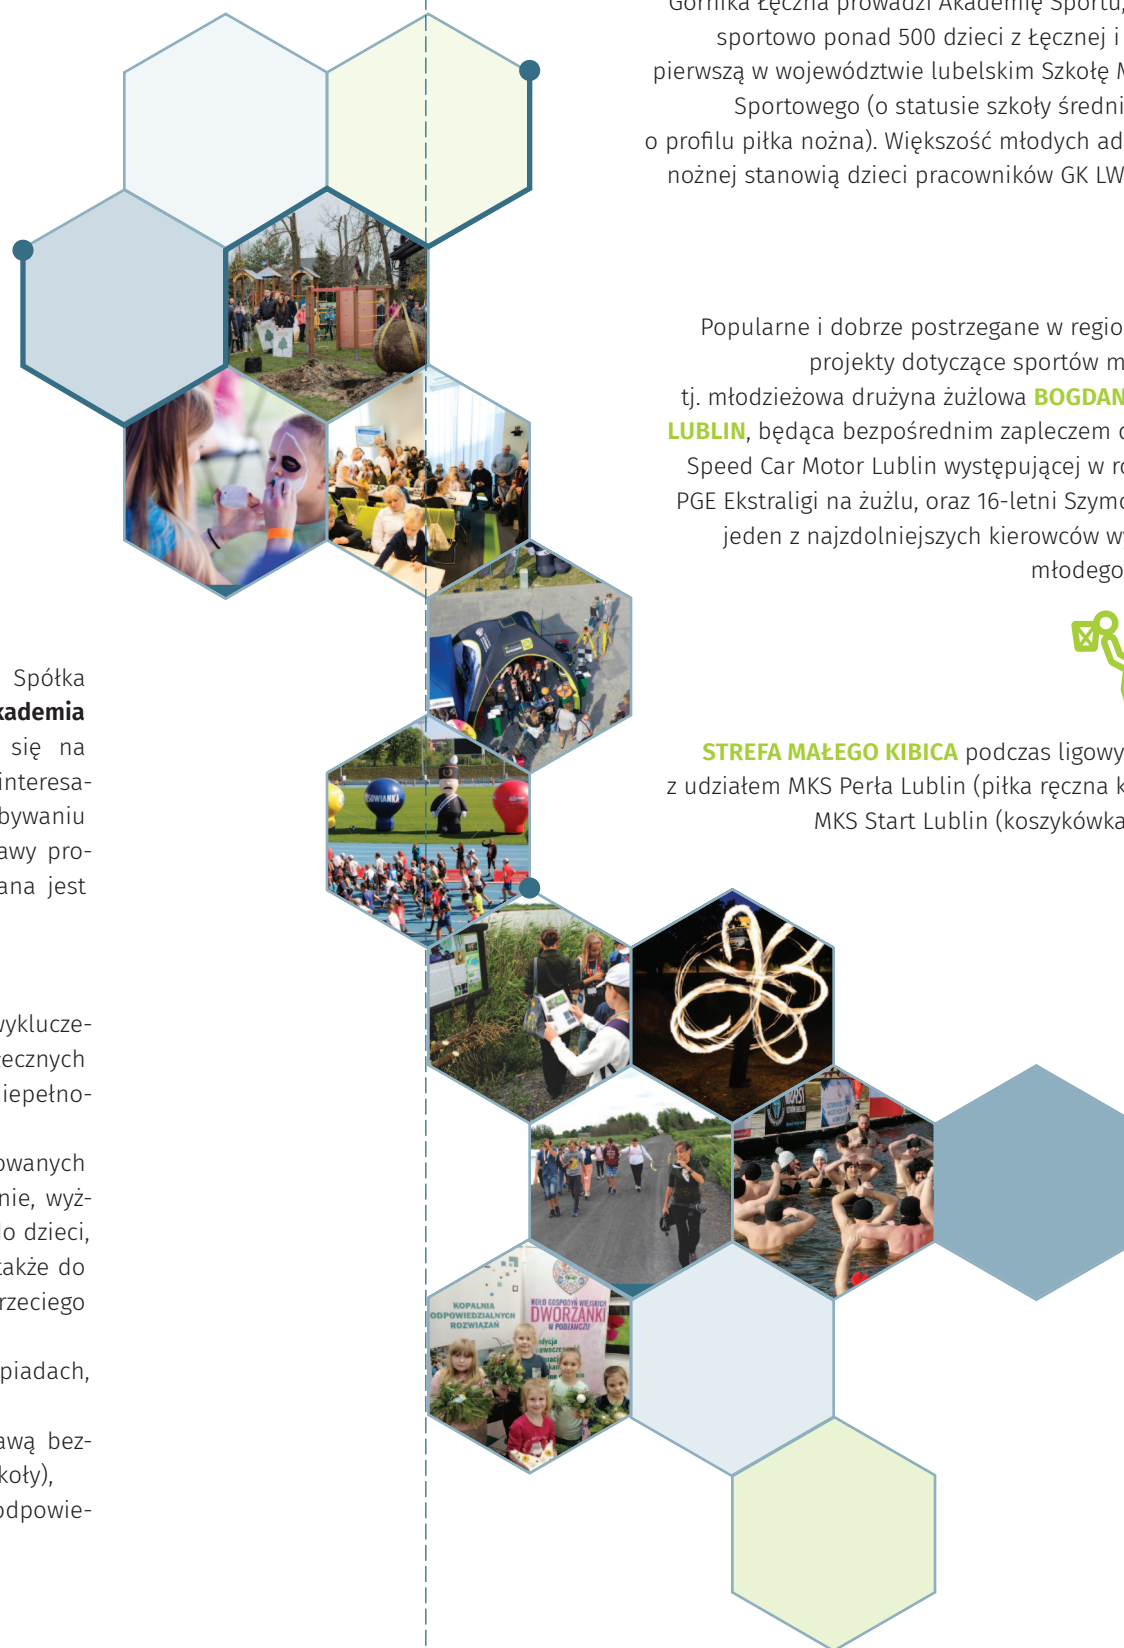 Górnika Łęczna prowadzi Akademię Sportu,
sportowo ponad 500 dzieci z Łęcznej i
pierwszą w województwie lubelskim Szkołę
Sportowego (o statusie szkoły średni
o profilu piłka nożna). Większość młodych ad
nożnej stanowią dzieci pracowników GK LW
Popularne i dobrze postrzegane w regio
projekty dotyczące sportów m
tj. młodzieżowa drużyna żużlowa BOGDAN
LUBLIN, będąca bezpośrednim zapleczem
Speed Car Motor Lublin występującej w
PGE Ekstraligi na żużlu, oraz 16-letni Szymo
jeden z najzdolniejszych kierowców wy
młodego
STREFA MAŁEGO KIBICA podczas ligowy
z udziałem MKS Perła Lublin (piłka ręczna k
MKS Start Lublin (koszykówka
Spółka
kademia
się na
interesa-
bywaniu
awy pro-
ana jest
wyklucze-
łecznych
iepełno-
owanych
nie, wyż-
do dzieci,
także do
rzeciego
piadach,
awą bez-
koły),
odpowie-
KOPALNIA
ODPOWIEDZIALNYCH
ROZWIĄZAŃ
KOŁO GOSPODYŃ WIEJSKICH
DWORZANKI
W PODZAMCZU